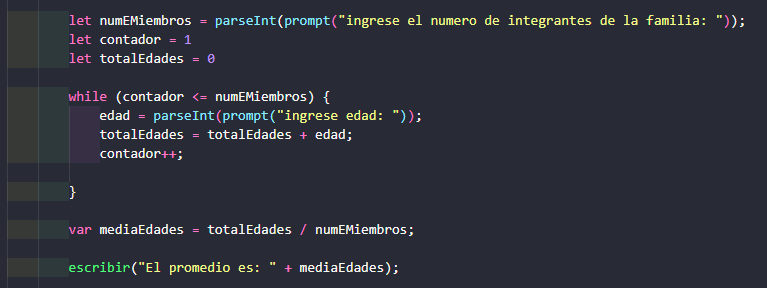 let numEMiembros = parseInt(prompt("ingrese el numero de integrantes de la familia: "));
let contador = 1
let totalEdades = 0
while (contador <= numEMiembros) {
edad = parseInt(prompt("ingrese edad: "));
totalEdades = totalEdades + edad;
contador++;
}
var mediaEdades = totalEdades / numEMiembros;
escribir("El promedio es: " + mediaEdades);